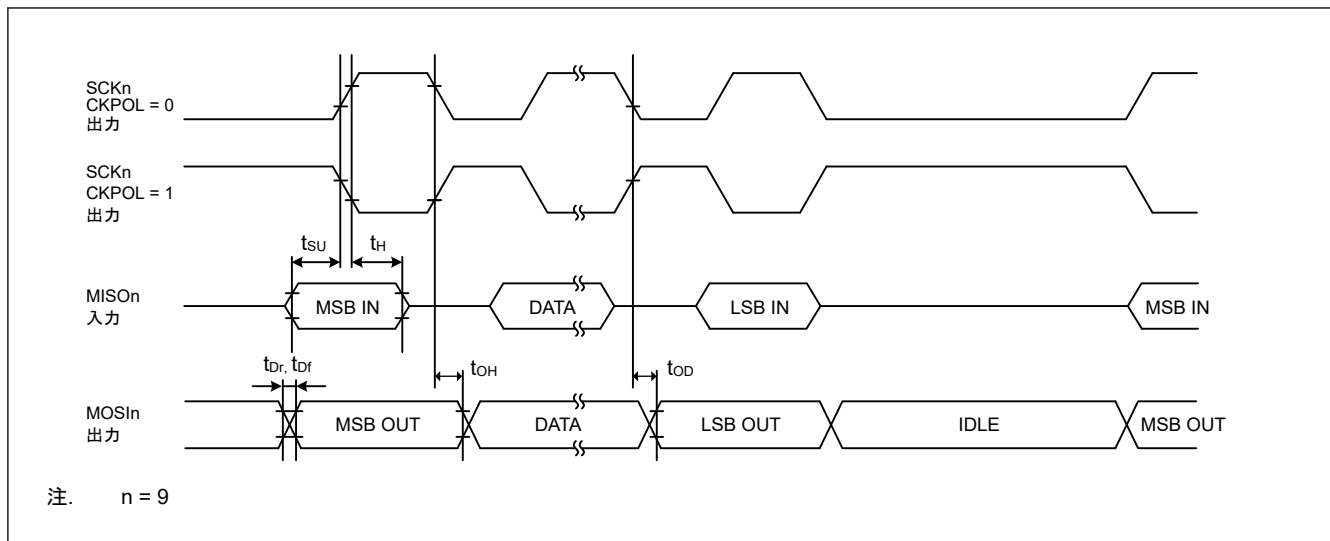 SCKn
CKPOL = 0
出力
SCKn
CKPOL = 1
出力
tSU
tH
MISOn
入力
MSB IN
DATA
LSB IN
MSB IN
tDr, tDf
tOH
tOD
MOSIn
出力
MSB OUT
DATA
LSB OUT
IDLE
MSB OUT
注. n = 9